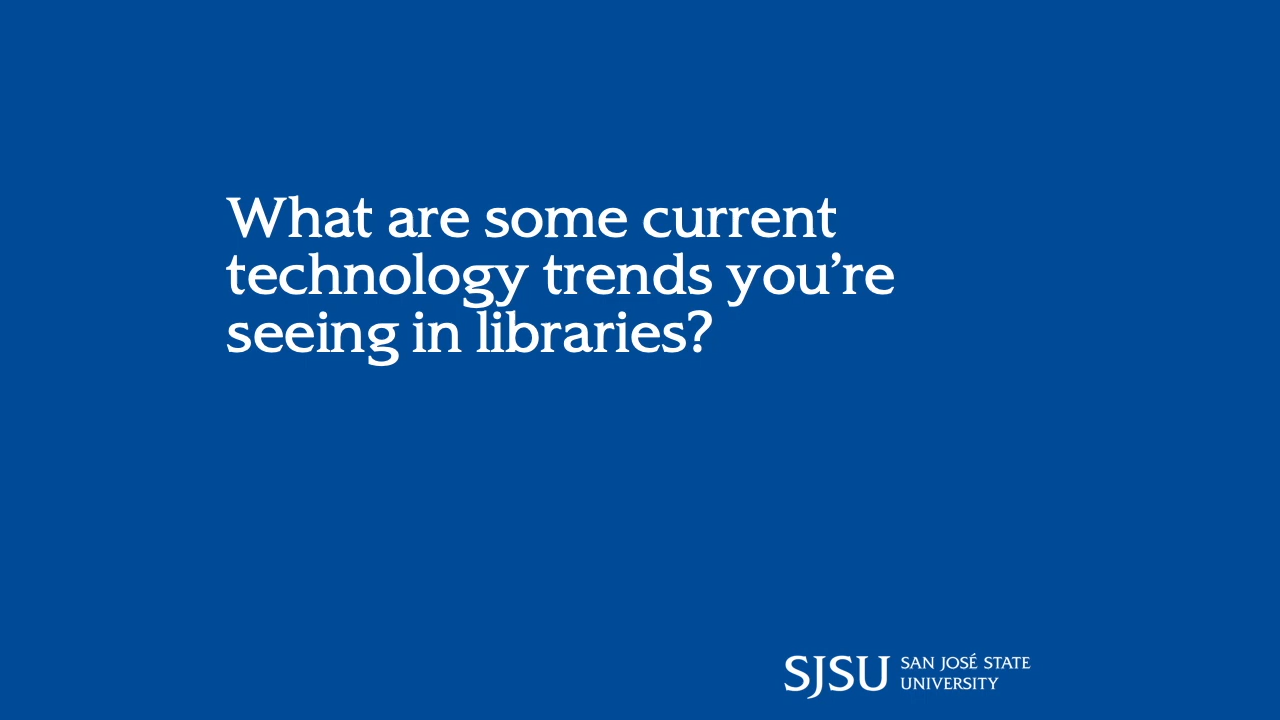 What are some current
technology trends you’re
seeing in libraries?
SJSU SAN JOSÉ STATE
UNIVERSITY